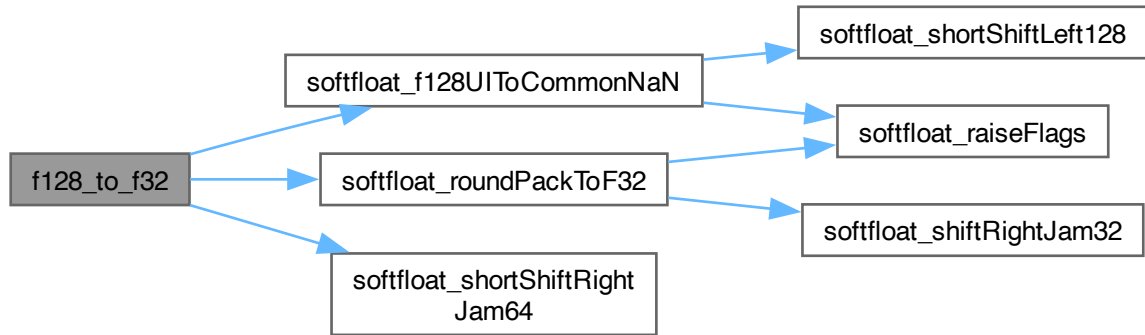 f128_to_f32
softfloat_f128UIToCommonNaN
softfloat_roundPackToF32
softfloat_shortShiftRight
Jam64
softfloat_shortShiftLeft128
softfloat_raiseFlags
softfloat_shiftRightJam32